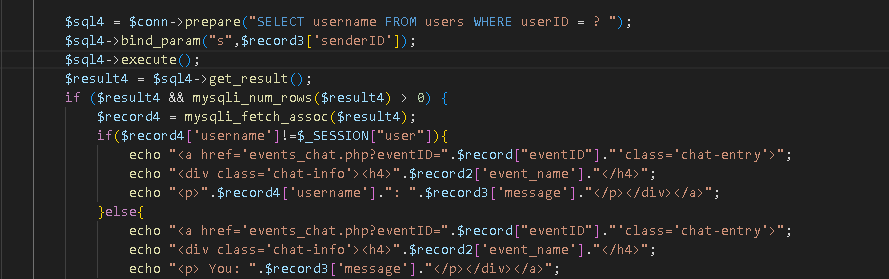 $sql4 = $conn->prepare("SELECT username FROM users WHERE userID = ? ");
$sql4->bind_param("s",$record3['senderID']);
$sql4->execute();
$result4 = $sql4->get_result();
if ($result4 && mysqli_num_rows($result4) > 0) {
$record4 = mysqli_fetch_assoc($result4);
if($record4['username']!=$_SESSION["user"]){
echo "<a href='events_chat.php?eventID=".$record["eventID"]."'class='chat-entry'>";
echo "<div class='chat-info'><h4>".$record2['event_name']."</h4>";
echo "<p>".$record4['username'].": ".$record3['message']."</p></div></a>";
}else{
echo "<a href='events_chat.php?eventID=".$record["eventID"]."'class='chat-entry'>";
echo "<div class='chat-info'><h4>".$record2['event_name']."</h4>";
echo "<p> You: ".$record3['message']."</p></div></a>";